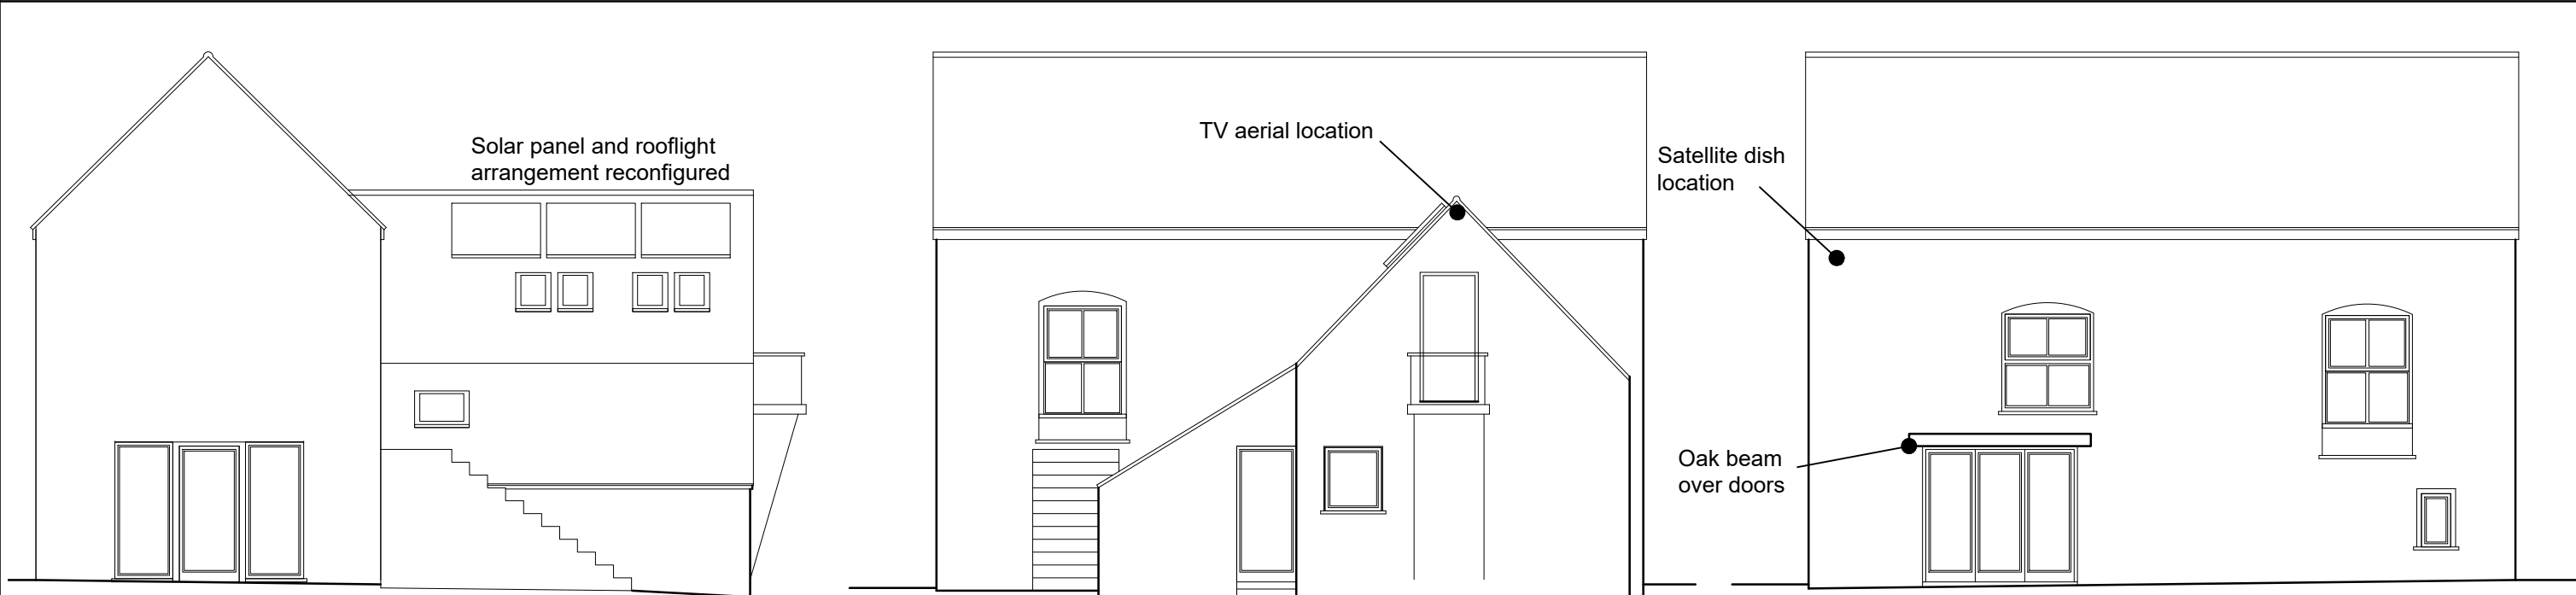 Solar panel and rooflight
arrangement reconfigured
TV aerial location
Satellite dish
location
Oak beam
over doors